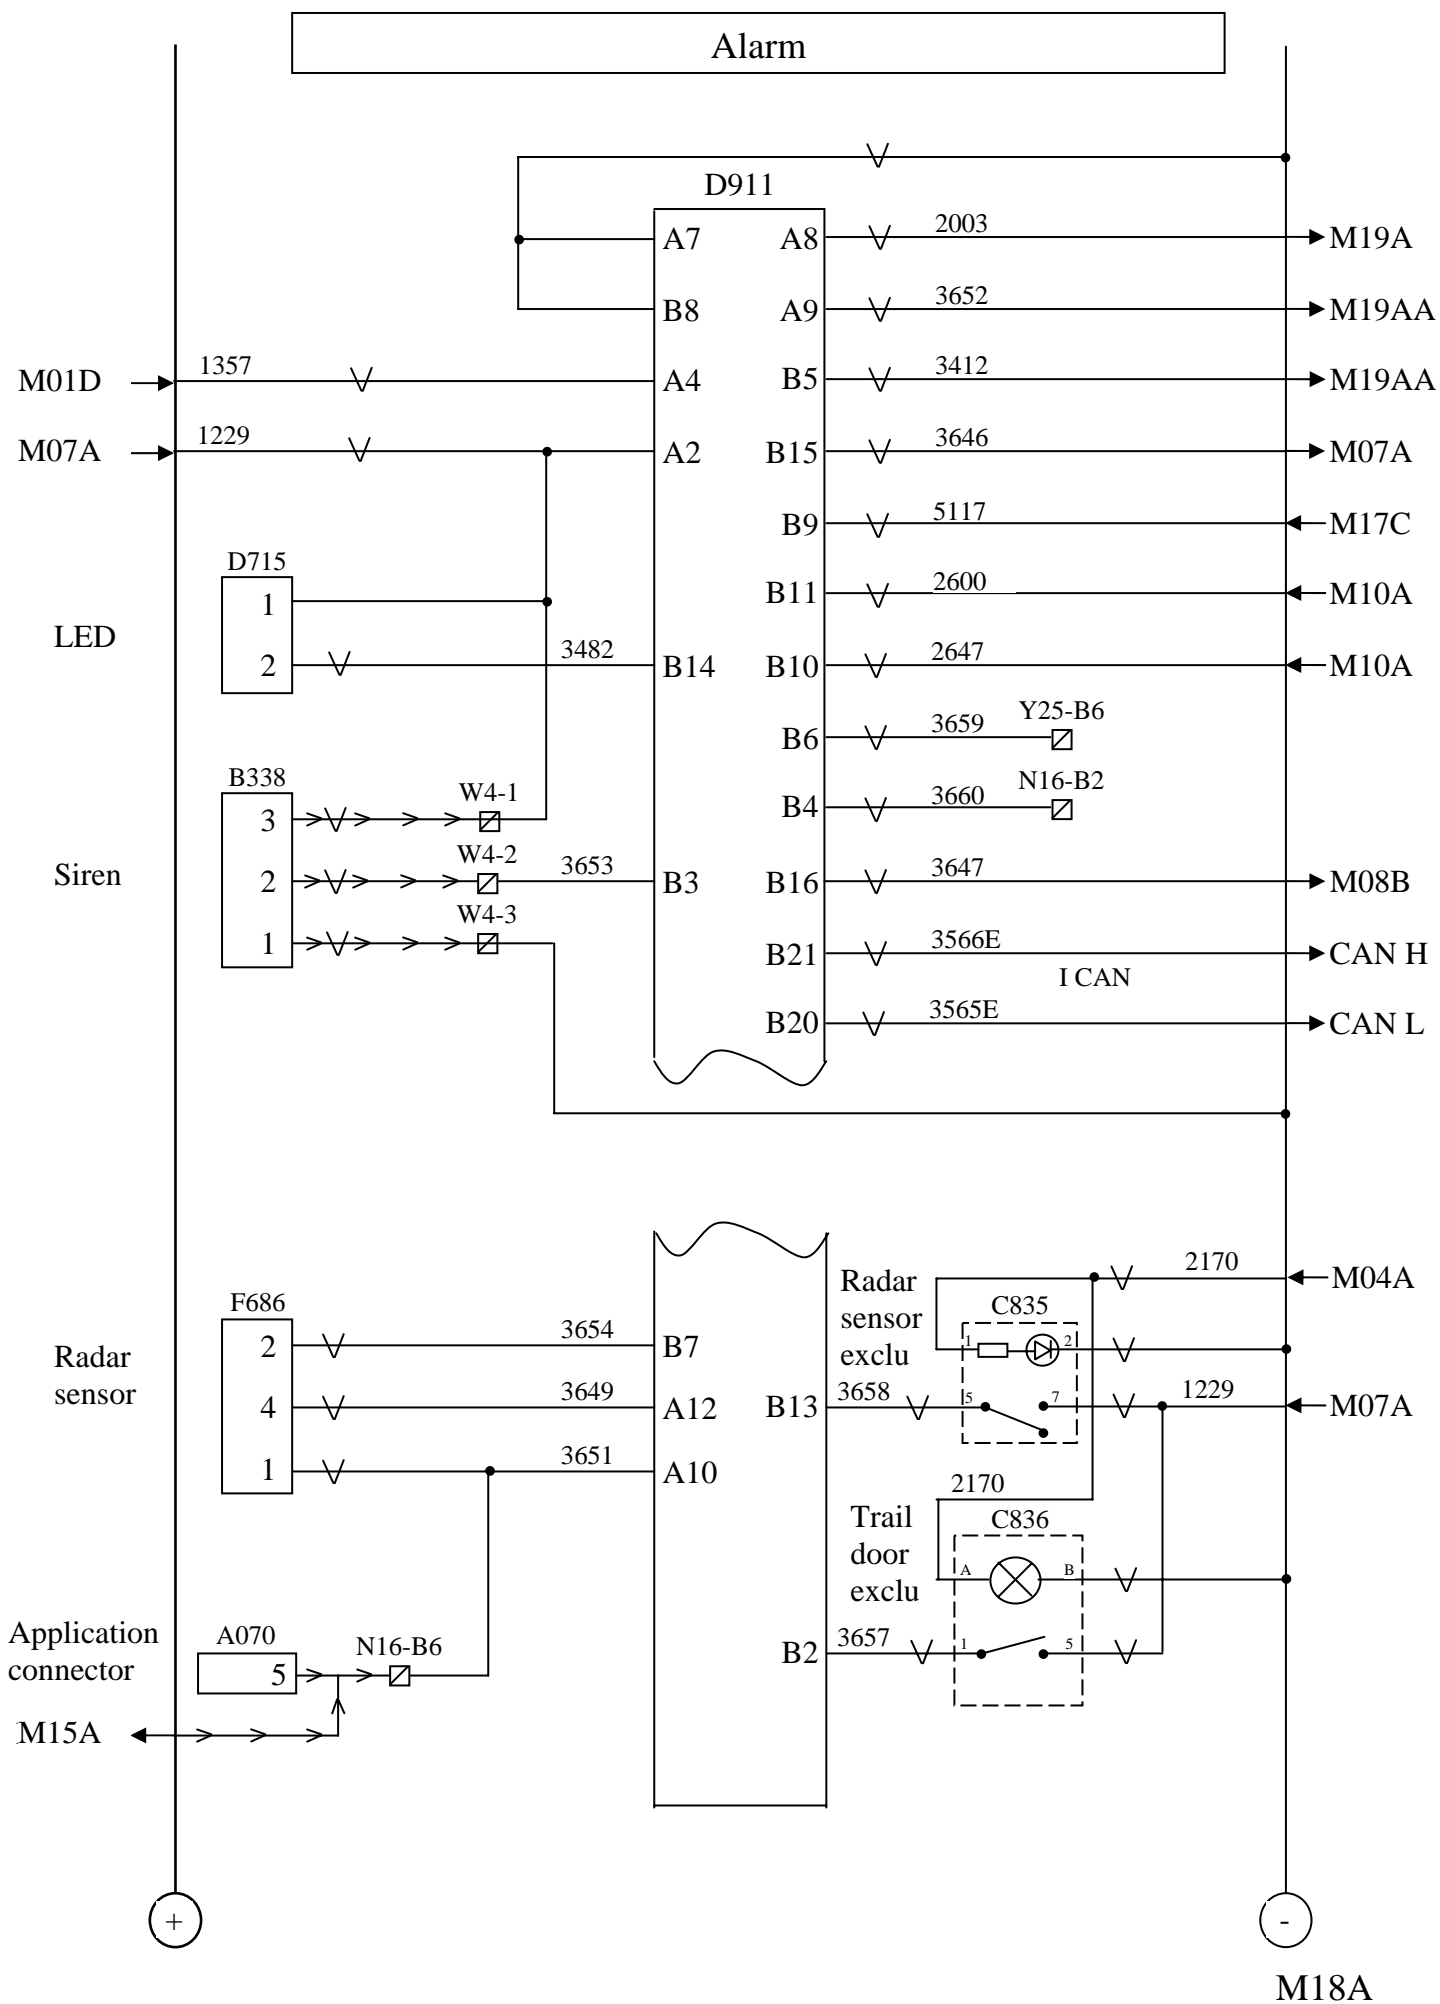 Alarm
D911
A7 A8 2003 M19A
B8 A9 3652 M19AA
M01D 1357 A4 B5 3412 M19AA
M07A 1229 A2 B15 3646 M07A
B9 5117 M17C
D715
1 B11 2600 M10A
LED
2 3482 B14 B10 2647 M10A
B6 3659 Y25-B6
B338
3 W4-1 B4 3660 N16-B2
Siren
2 W4-2 3653 B3 B16 3647 M08B
1 W4-3 B21 3566E CAN H
I CAN
B20 3565E CAN L
2170 M04A
Radar
sensor
exclu
C835
1 2
F686
2 3654 B7
Radar
sensor
4 3649 A12 B13 3658 5 7 1229 M07A
1 3651 A10
2170
Trail
door
exclu
C836
A B
Application
connector
A070
5 N16-B6
B2 3657 1 5
M15A
+ -
M18A